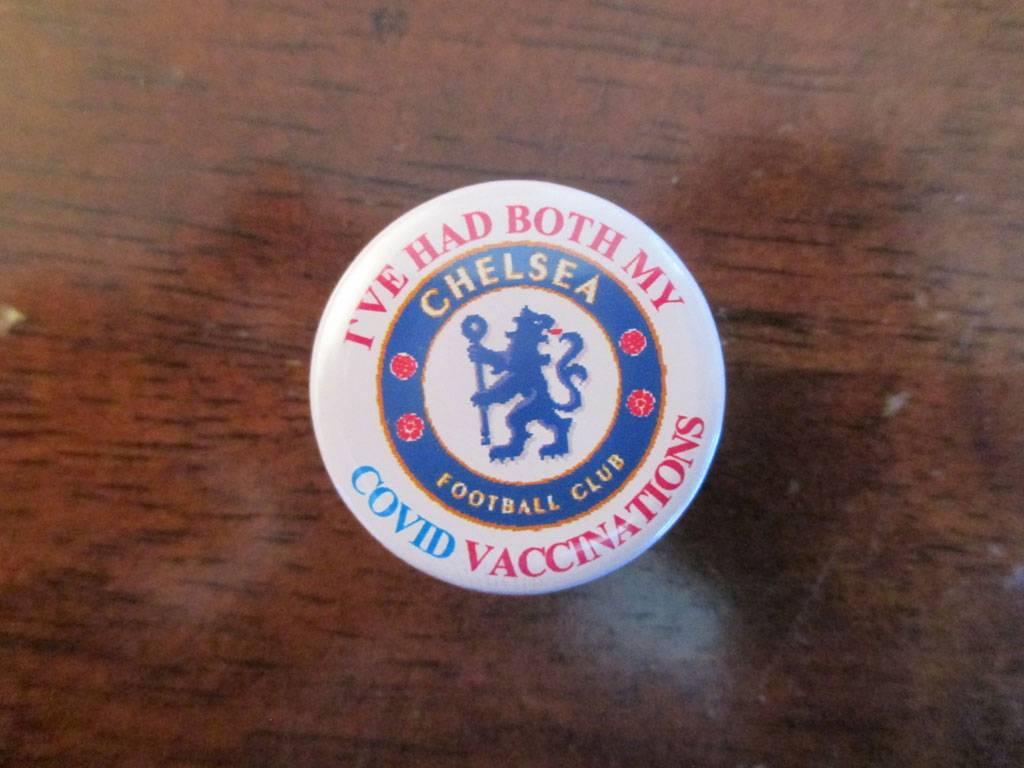 I'VE HAD BOTH MY
CHELSEA
FOOTBALL CLUB
COVID VACCINATIONS